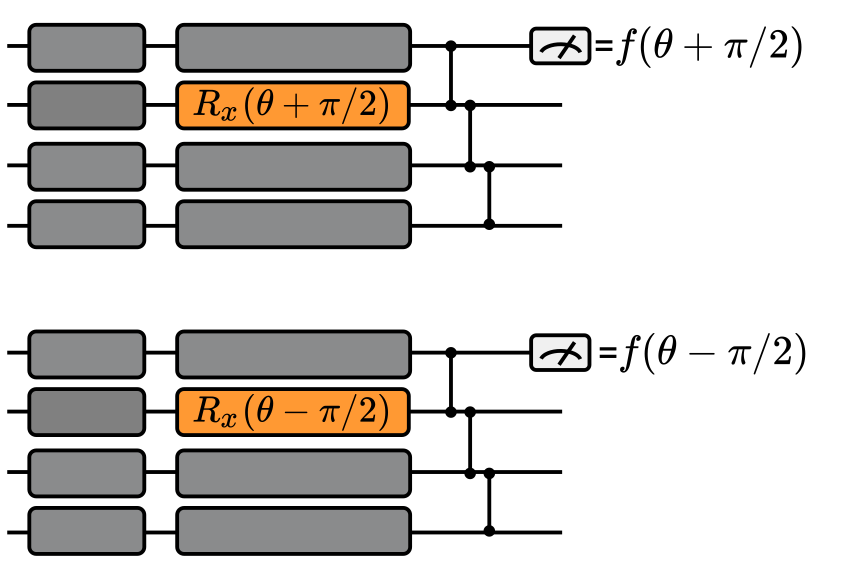 =f(θ + π/2)
Rₓ(θ + π/2)
=f(θ − π/2)
Rₓ(θ − π/2)